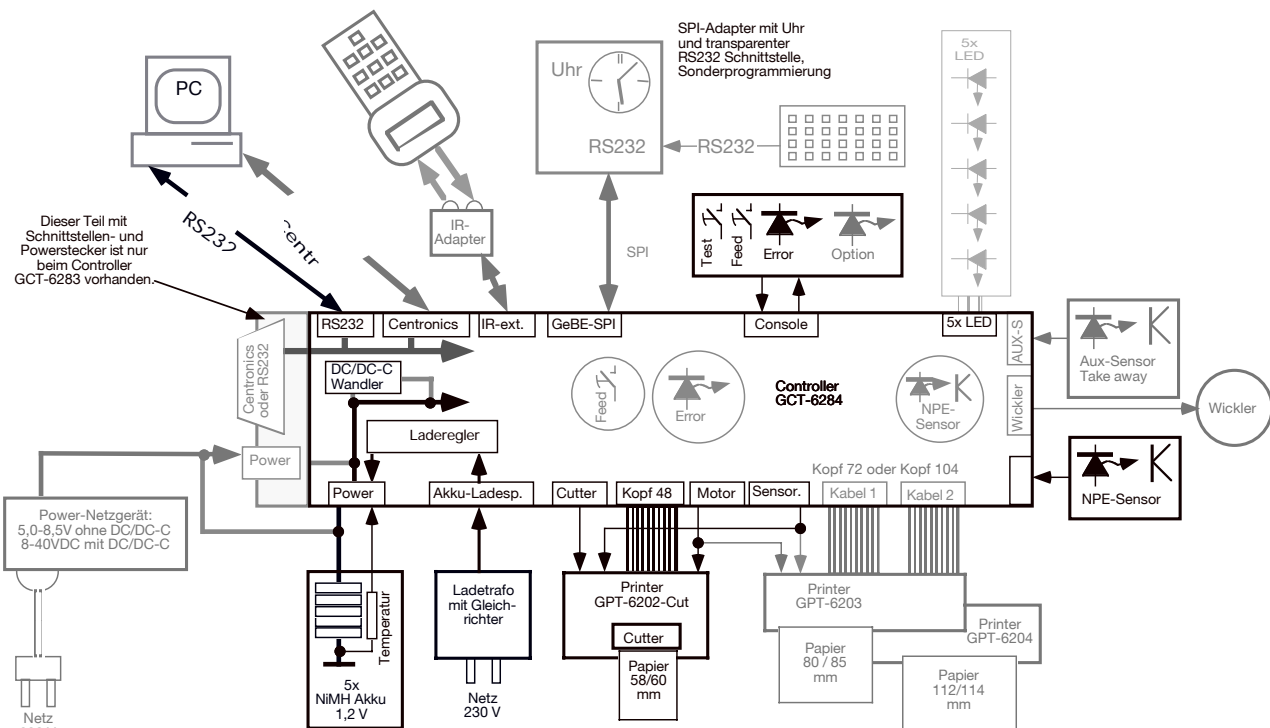 PC
Uhr
RS232
SPI-Adapter mit Uhr
und transparenter
RS232 Schnittstelle,
Sonderprogrammierung
RS232
5x
LED
Dieser Teil mit
Schnittstellen- und
Powerstecker ist nur
beim Controller
GCT-6283 vorhanden.
RS232
Centr
IR-
Adapter
SPI
Test
Feed
Error
Option
RS232
Centronics
IR-ext.
GeBE-SPI
Console
5x LED
AUX-S
Aux-Sensor
Take away
Centronics
oder RS232
DC/DC-C
Wandler
Feed
Error
Controller
GCT-6284
NPE-
Sensor
Wickler
Wickler
Laderegler
Power
Kopf 72 oder Kopf 104
Power
Akku-Ladesp.
Cutter
Kopf 48
Motor
Sensor.
Kabel 1
Kabel 2
NPE-Sensor
Power-Netzgerät:
5,0-8,5V ohne DC/DC-C
8-40VDC mit DC/DC-C
Temperatur
5x
NiMH Akku
1,2 V
Ladetrafo
mit Gleich-
richter
Netz
230 V
Printer
GPT-6202-Cut
Cutter
Papier
58/60
mm
Printer
GPT-6203
Printer
GPT-6204
Papier
80 / 85
mm
Papier
112/114
mm
Netz